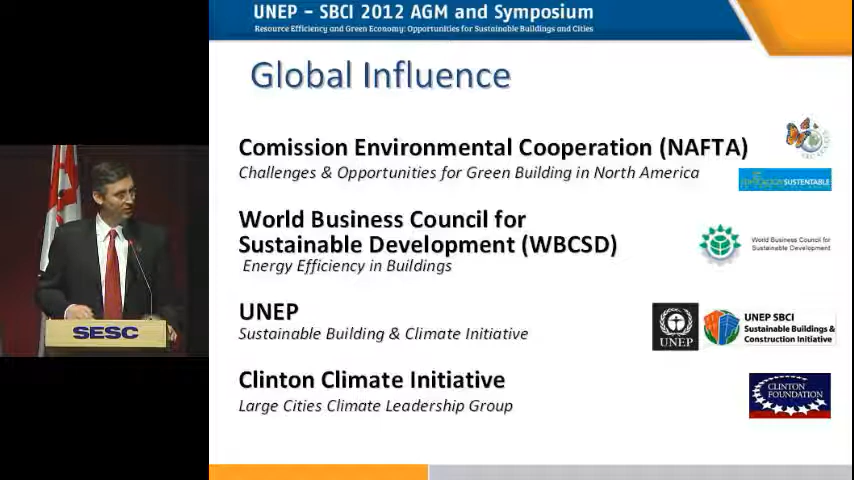 UNEP – SBCI 2012 AGM and Symposium
Resource Efficiency and Green Economy: Opportunities for Sustainable Buildings and Cities
Global Influence
Comission Environmental Cooperation (NAFTA)
Challenges & Opportunities for Green Building in North America
SUSTENTABLE
World Business Council for
Sustainable Development (WBCSD)
Energy Efficiency in Buildings
World Business Council for
Sustainable Development
UNEP
Sustainable Building & Climate Initiative
UNEP
UNEP SBCI
Sustainable Buildings &
Construction Initiative
Clinton Climate Initiative
Large Cities Climate Leadership Group
CLINTON
FOUNDATION
SESC